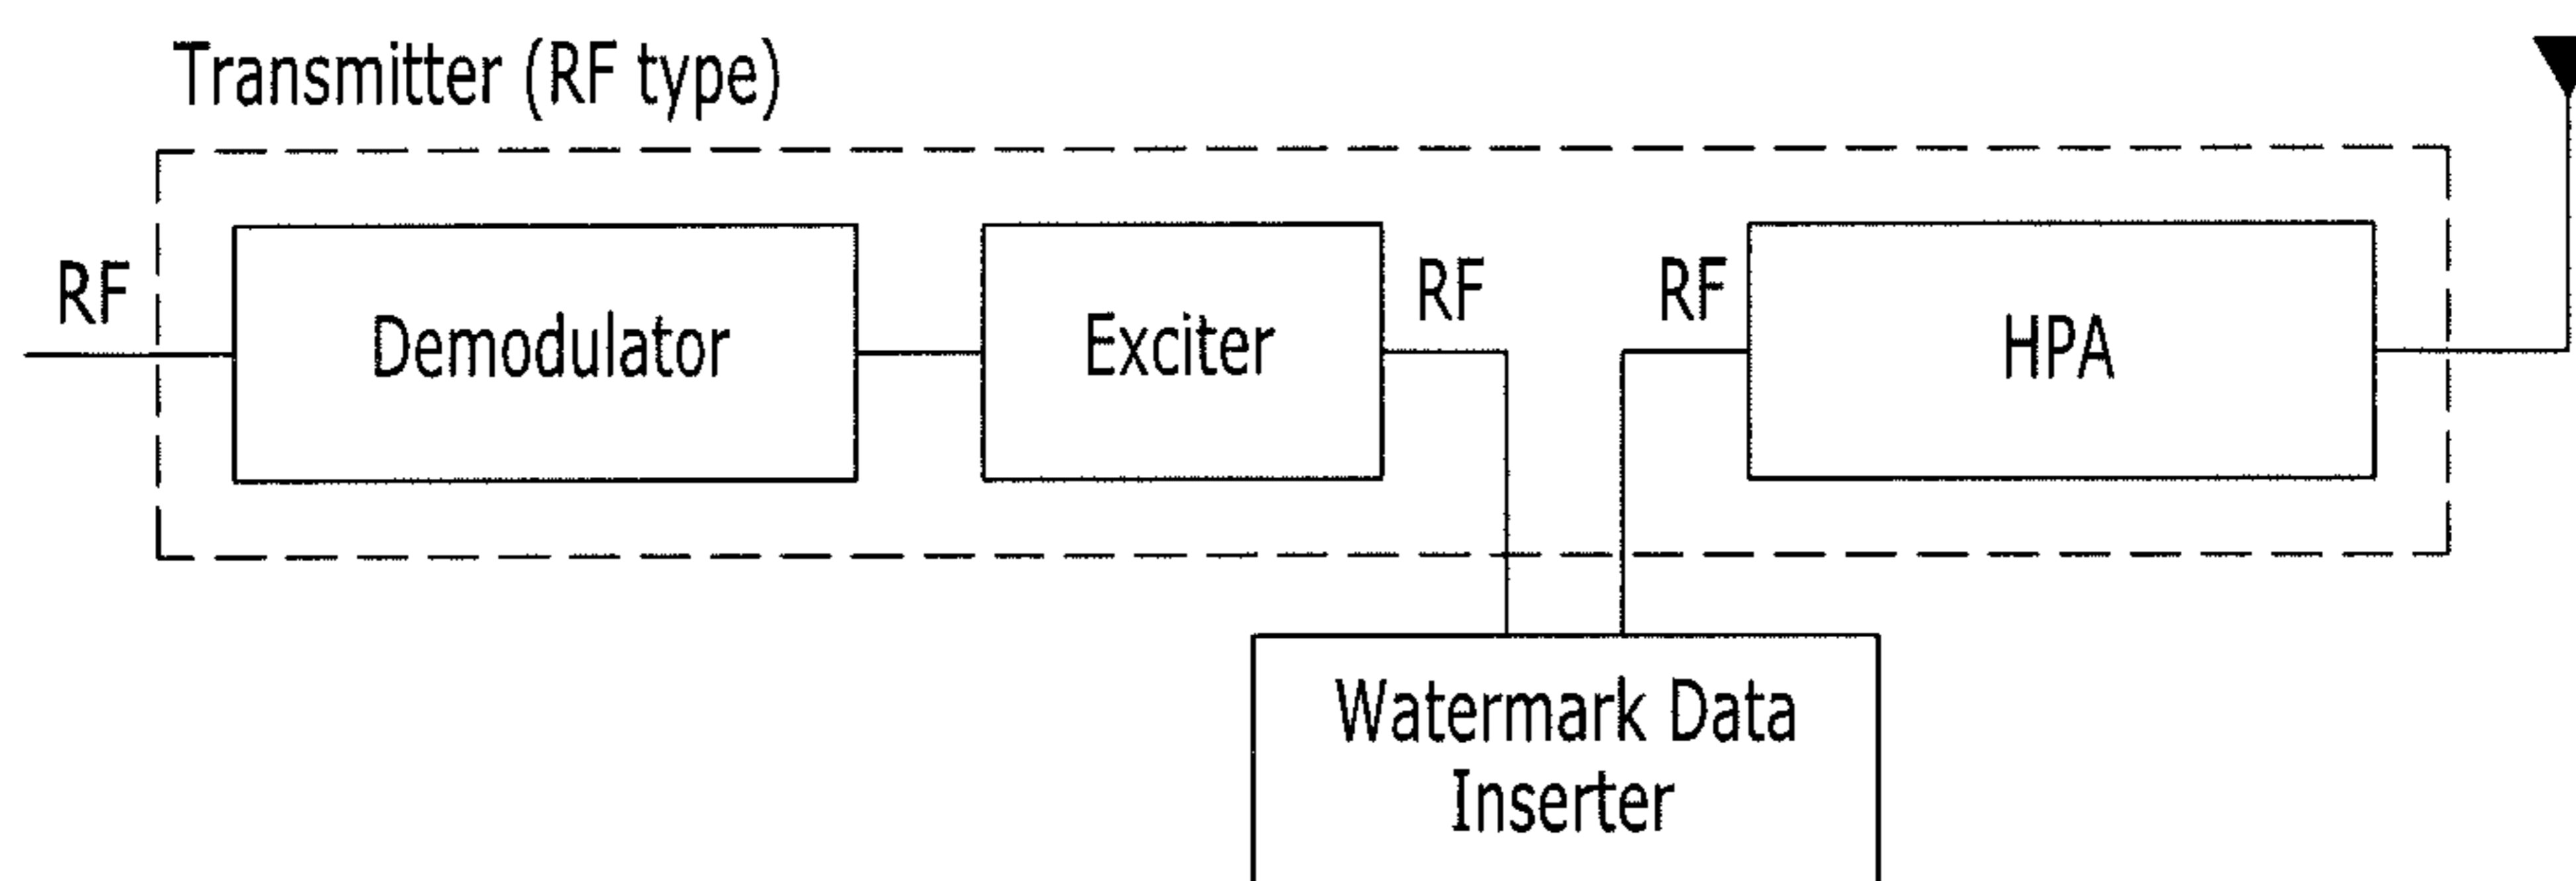 Transmitter (RF type)
RF
Demodulator
Exciter
RF
RF
HPA
Watermark Data
Inserter